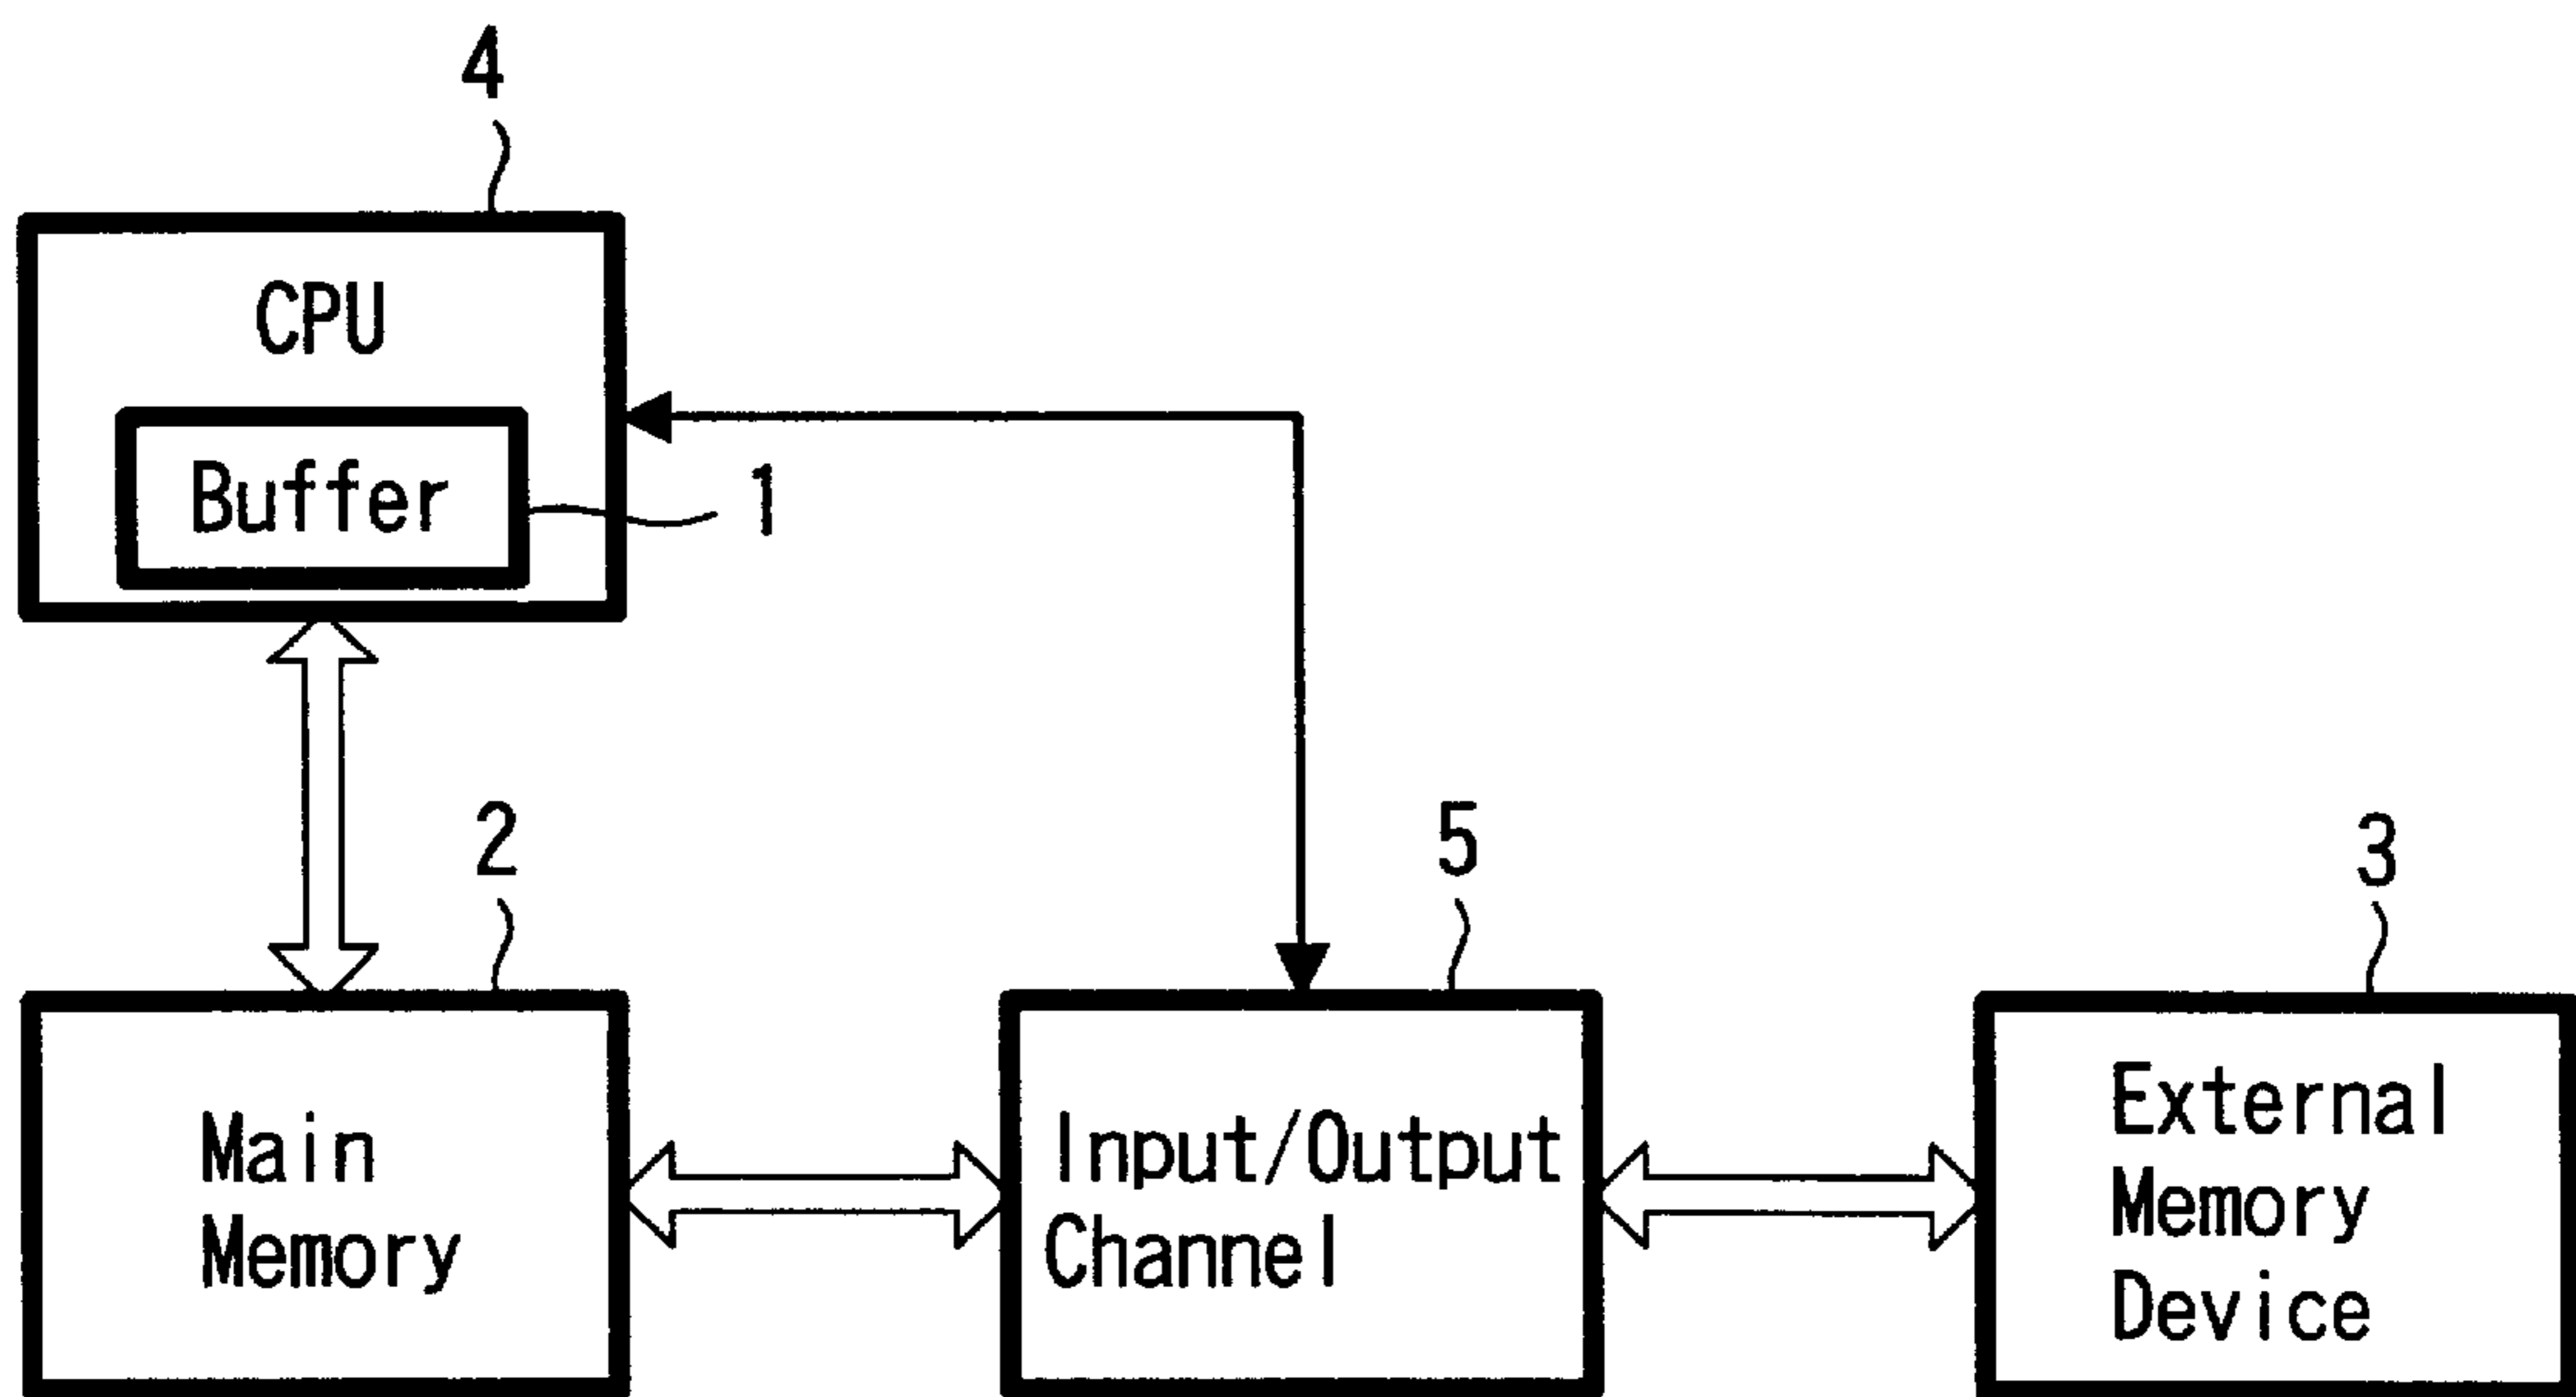 4
CPU
Buffer
1
2
5
3
Main
Memory
Input/Output
Channel
External
Memory
Device